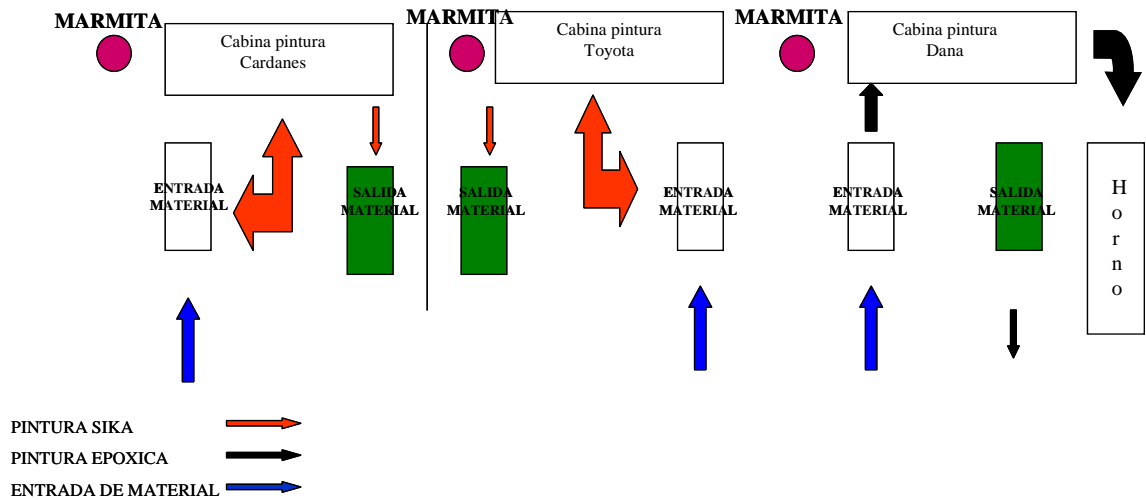 MARMITA
Cabina pintura
Cardanes
MARMITA
Cabina pintura
Toyota
MARMITA
Cabina pintura
Dana
ENTRADA
MATERIAL
SALIDA
MATERIAL
SALIDA
MATERIAL
ENTRADA
MATERIAL
ENTRADA
MATERIAL
SALIDA
MATERIAL
H
o
r
n
o
PINTURA SIKA
PINTURA EPOXICA
ENTRADA DE MATERIAL